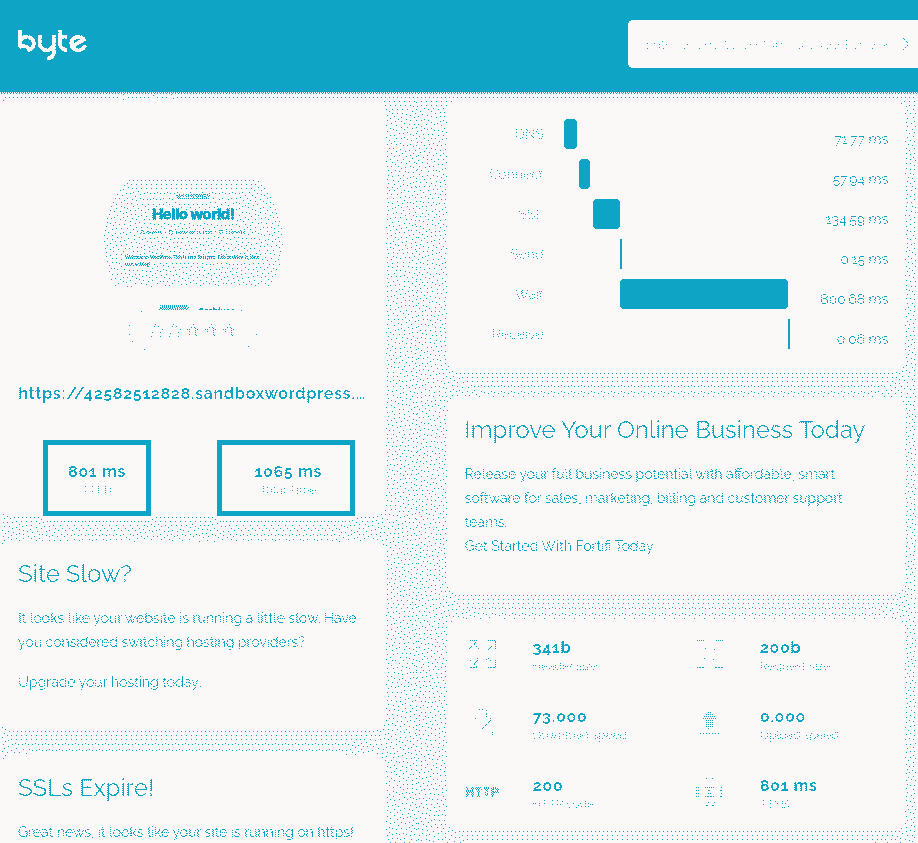 byte
Hello world!
https://42582512828.sandboxwordpress....
801 ms
1065 ms
Total Time
Site Slow?
It looks like your website is running a little slow. Have
you considered switching hosting providers?
Upgrade your hosting today.
SSLs Expire!
Great news, it looks like your site is running on https!
DNS
71.77 ms
Connect
57.94 ms
SSL
134.59 ms
Send
0.15 ms
Wait
800.68 ms
Receive
0.06 ms
Improve Your Online Business Today
Release your full business potential with affordable, smart
software for sales, marketing, billing and customer support
teams.
Get Started With Fortifi Today
341b
Header size
200b
Request size
73.000
Download speed
0.000
Upload speed
HTTP
200
801 ms